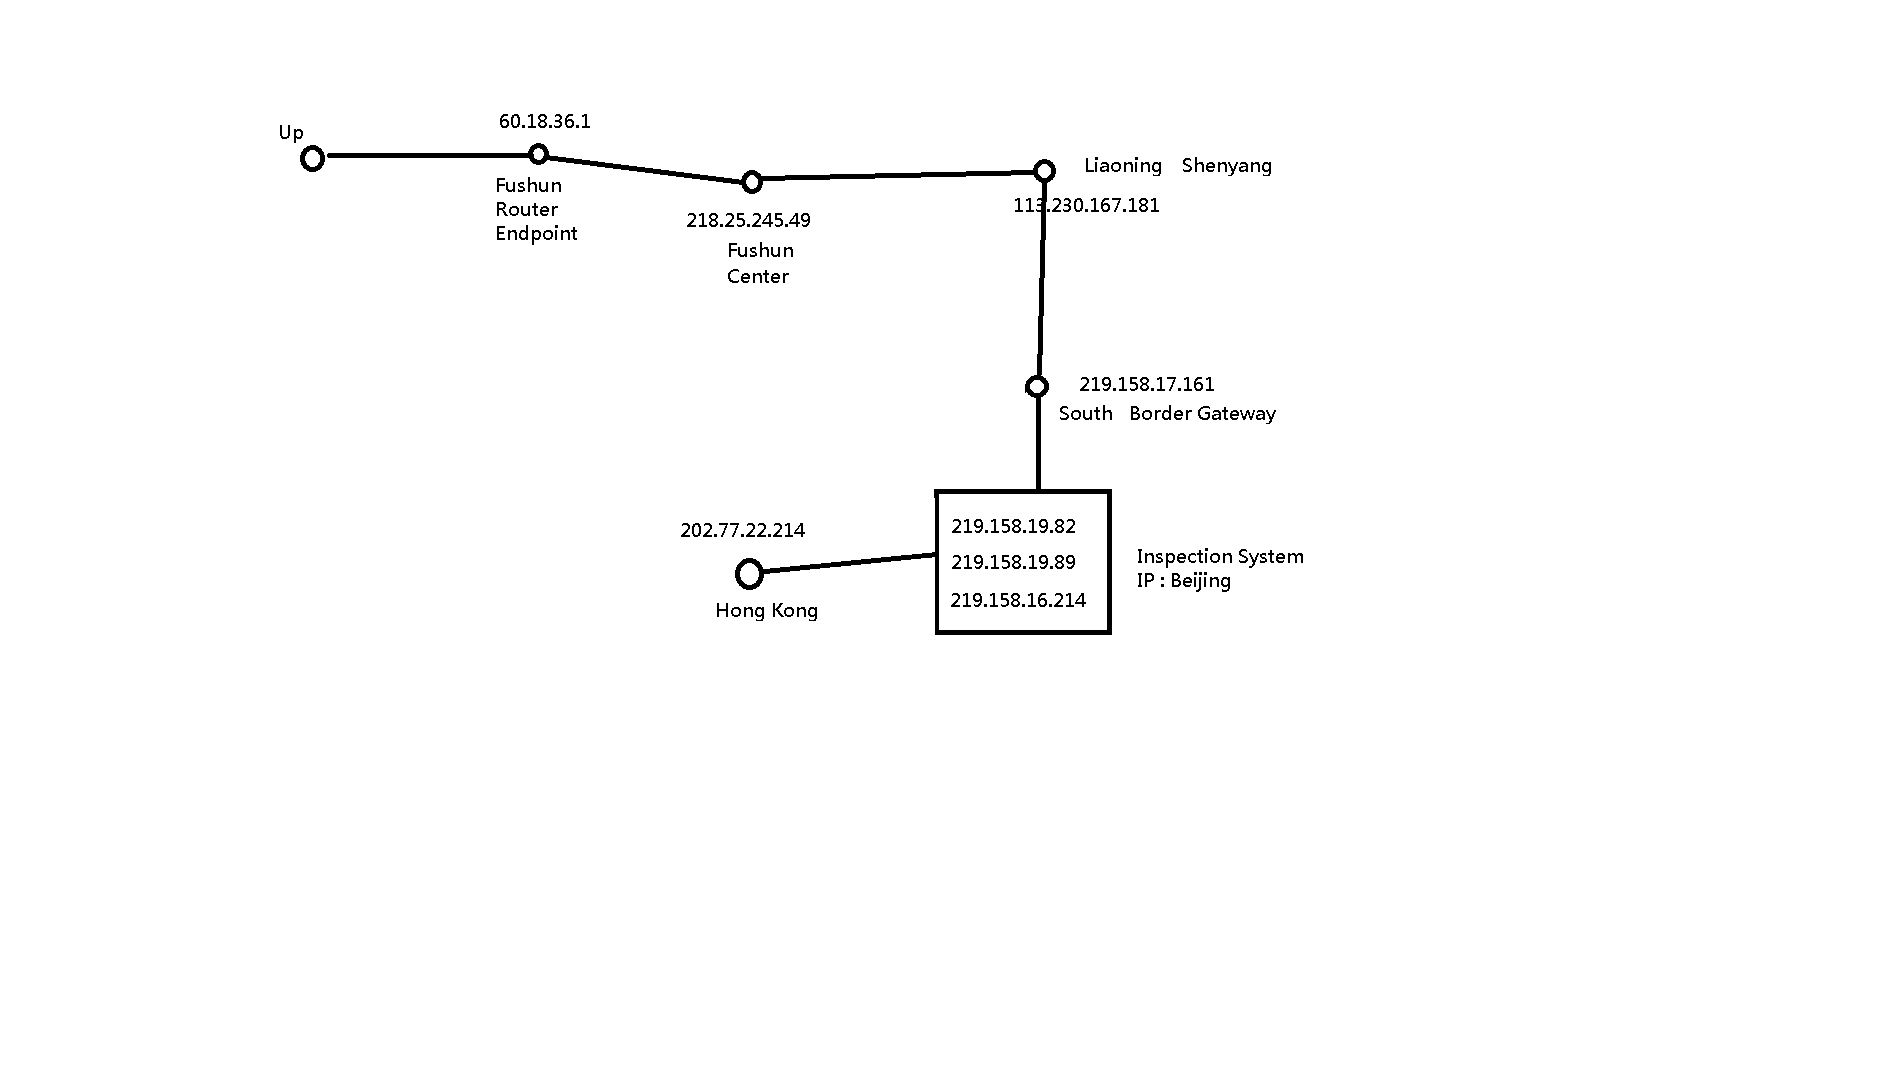 Up
60.18.36.1
Fushun
Router
Endpoint
218.25.245.49
Fushun
Center
Liaoning Shenyang
113.230.167.181
219.158.17.161
South Border Gateway
219.158.19.82
219.158.19.89
219.158.16.214
Inspection System
IP : Beijing
202.77.22.214
Hong Kong